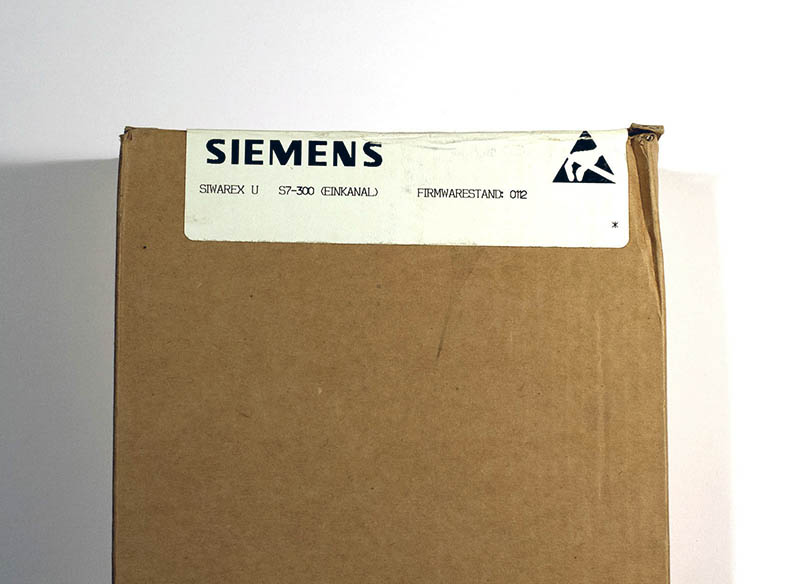 SIEMENS
SIWAREX U S7-300 (EINKANAL) FIRMWARESTAND: 0112
*